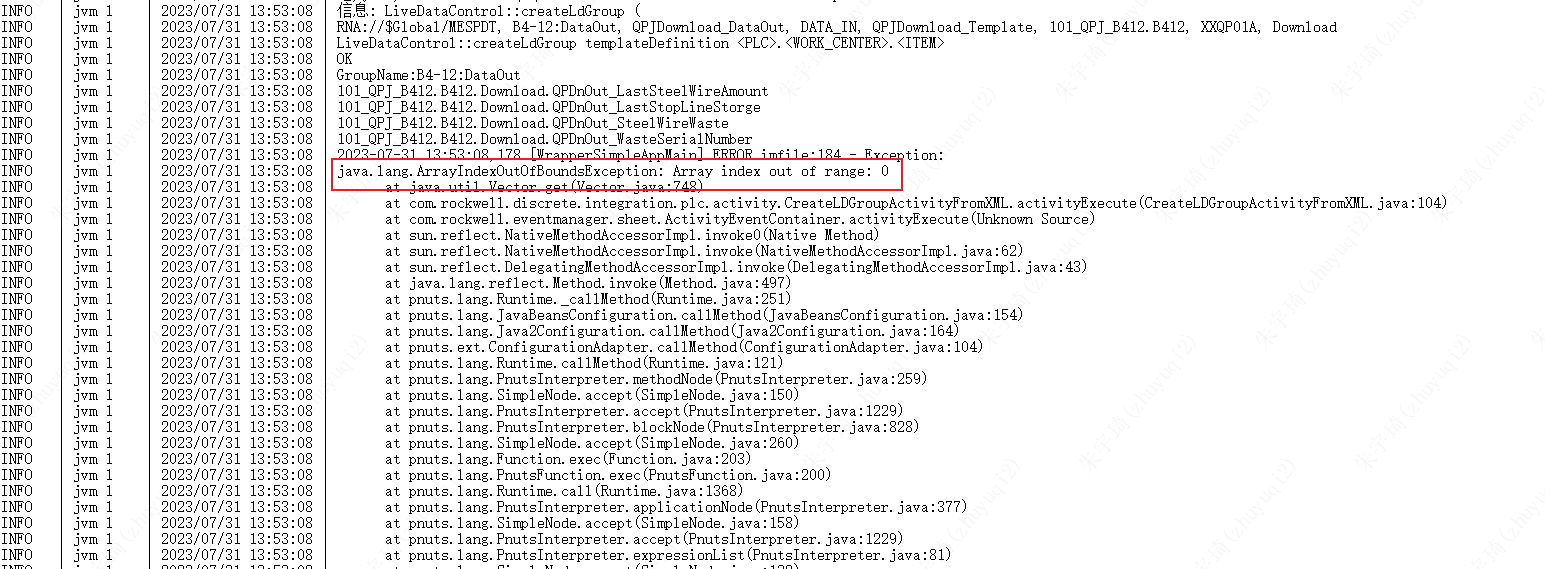 INFO jvm 1 2023/07/31 13:53:08 信息: LiveDataControl::createLdGroup (
INFO jvm 1 2023/07/31 13:53:08 RNA://$Global/MESPDT, B4-12:DataOut, QPJDownload_DataOut, DATA_IN, QPJDownload_Template, 101_QPJ_B412.B412, XXQP01A, Download
INFO jvm 1 2023/07/31 13:53:08 LiveDataControl::createLdGroup templateDefinition <PLC>.<WORK_CENTER>.<ITEM>
INFO jvm 1 2023/07/31 13:53:08 OK
INFO jvm 1 2023/07/31 13:53:08 GroupName:B4-12:DataOut
INFO jvm 1 2023/07/31 13:53:08 101_QPJ_B412.B412.Download.QPDnOut_LastSteelWireAmount
INFO jvm 1 2023/07/31 13:53:08 101_QPJ_B412.B412.Download.QPDnOut_LastStopLineStorge
INFO jvm 1 2023/07/31 13:53:08 101_QPJ_B412.B412.Download.QPDnOut_SteelWireWaste
INFO jvm 1 2023/07/31 13:53:08 101_QPJ_B412.B412.Download.QPDnOut_WasteSerialNumber
INFO jvm 1 2023/07/31 13:53:08 2023-07-31 13:53:08,178 [WrapperSimpleAppMain] ERROR imfile:184 - Exception:
INFO jvm 1 2023/07/31 13:53:08 java.lang.ArrayIndexOutOfBoundsException: Array index out of range: 0
INFO jvm 1 2023/07/31 13:53:08 at java.util.Vector.get(Vector.java:748)
INFO jvm 1 2023/07/31 13:53:08 at com.rockwell.discrete.integration.plc.activity.CreateLDGroupActivityFromXML.activityExecute(CreateLDGroupActivityFromXML.java:104)
INFO jvm 1 2023/07/31 13:53:08 at com.rockwell.eventmanager.sheet.ActivityEventContainer.activityExecute(Unknown Source)
INFO jvm 1 2023/07/31 13:53:08 at sun.reflect.NativeMethodAccessorImpl.invoke0(Native Method)
INFO jvm 1 2023/07/31 13:53:08 at sun.reflect.NativeMethodAccessorImpl.invoke(NativeMethodAccessorImpl.java:62)
INFO jvm 1 2023/07/31 13:53:08 at sun.reflect.DelegatingMethodAccessorImpl.invoke(DelegatingMethodAccessorImpl.java:43)
INFO jvm 1 2023/07/31 13:53:08 at java.lang.reflect.Method.invoke(Method.java:497)
INFO jvm 1 2023/07/31 13:53:08 at pnuts.lang.Runtime._callMethod(Runtime.java:251)
INFO jvm 1 2023/07/31 13:53:08 at pnuts.lang.JavaBeansConfiguration.callMethod(JavaBeansConfiguration.java:154)
INFO jvm 1 2023/07/31 13:53:08 at pnuts.lang.Java2Configuration.callMethod(Java2Configuration.java:164)
INFO jvm 1 2023/07/31 13:53:08 at pnuts.ext.ConfigurationAdapter.callMethod(ConfigurationAdapter.java:104)
INFO jvm 1 2023/07/31 13:53:08 at pnuts.lang.Runtime.callMethod(Runtime.java:121)
INFO jvm 1 2023/07/31 13:53:08 at pnuts.lang.PnutsInterpreter.methodNode(PnutsInterpreter.java:259)
INFO jvm 1 2023/07/31 13:53:08 at pnuts.lang.SimpleNode.accept(SimpleNode.java:150)
INFO jvm 1 2023/07/31 13:53:08 at pnuts.lang.PnutsInterpreter.accept(PnutsInterpreter.java:1229)
INFO jvm 1 2023/07/31 13:53:08 at pnuts.lang.PnutsInterpreter.blockNode(PnutsInterpreter.java:828)
INFO jvm 1 2023/07/31 13:53:08 at pnuts.lang.SimpleNode.accept(SimpleNode.java:260)
INFO jvm 1 2023/07/31 13:53:08 at pnuts.lang.Function.exec(Function.java:203)
INFO jvm 1 2023/07/31 13:53:08 at pnuts.lang.PnutsFunction.exec(PnutsFunction.java:200)
INFO jvm 1 2023/07/31 13:53:08 at pnuts.lang.Runtime.call(Runtime.java:1368)
INFO jvm 1 2023/07/31 13:53:08 at pnuts.lang.PnutsInterpreter.applicationNode(PnutsInterpreter.java:377)
INFO jvm 1 2023/07/31 13:53:08 at pnuts.lang.SimpleNode.accept(SimpleNode.java:158)
INFO jvm 1 2023/07/31 13:53:08 at pnuts.lang.PnutsInterpreter.accept(PnutsInterpreter.java:1229)
INFO jvm 1 2023/07/31 13:53:08 at pnuts.lang.PnutsInterpreter.expressionList(PnutsInterpreter.java:81)